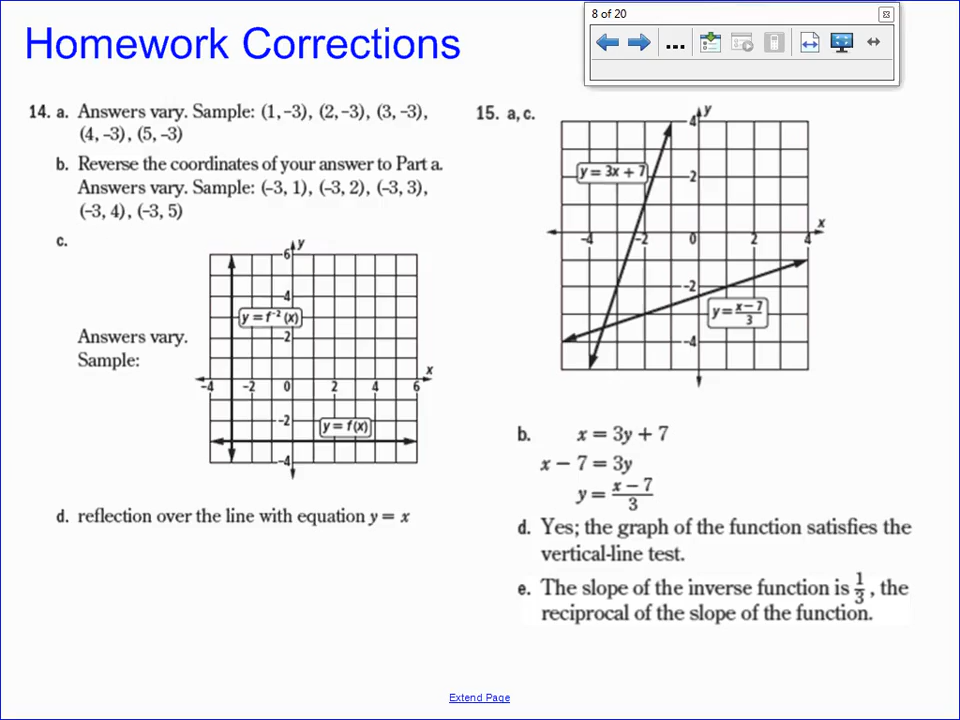 Homework Corrections
8 of 20
14. a. Answers vary. Sample: (1, –3), (2, –3), (3, –3),
(4, –3), (5, –3)
b. Reverse the coordinates of your answer to Part a.
Answers vary. Sample: (–3, 1), (–3, 2), (–3, 3),
(–3, 4), (–3, 5)
c.
Answers vary.
Sample:
y
6
4
y = f⁻²(x)
2
x
–4 –2 0 2 4 6
–2
y = f(x)
–4
d. reflection over the line with equation y = x
15. a, c.
y
4
y = 3x + 7
2
x
–4 –2 0 2 4
–2
y = x – 7 / 3
–4
b. x = 3y + 7
x – 7 = 3y
y = x – 7 / 3
d. Yes; the graph of the function satisfies the
vertical-line test.
e. The slope of the inverse function is 1/3, the
reciprocal of the slope of the function.
Extend Page